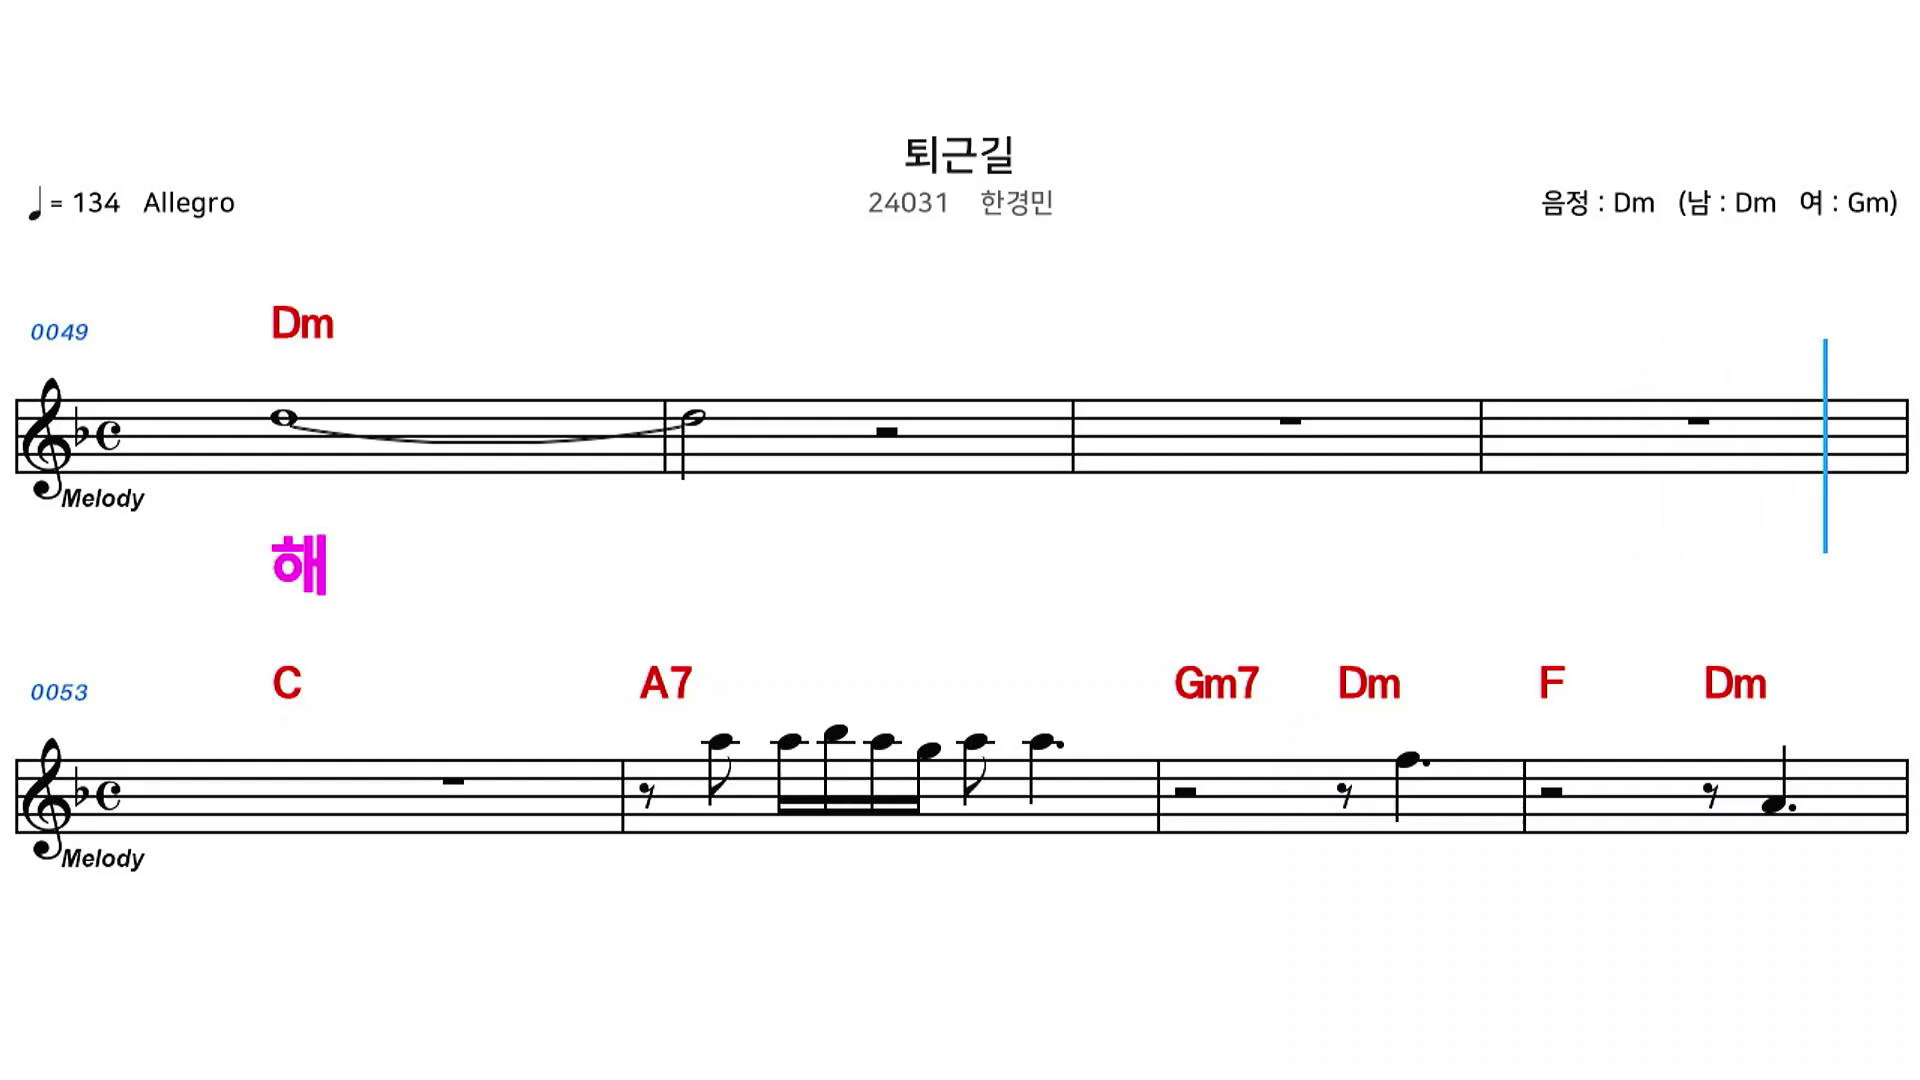 퇴근길
♩ = 134 Allegro 24031 한경민 음정 : Dm (남 : Dm 여 : Gm)
0049 Dm
Melody
해
0053 C A7 Gm7 Dm F Dm
Melody